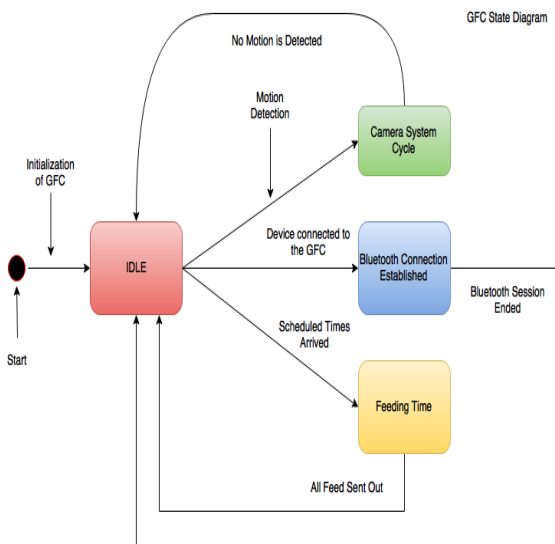 GFC State Diagram
No Motion is Detected
Motion
Detection
Camera System
Cycle
Initialization
of GFC
Device connected to
the GFC
IDLE
Bluetooth Connection
Established
Bluetooth Session
Ended
Scheduled Times
Arrived
Start
Feeding Time
All Feed Sent Out